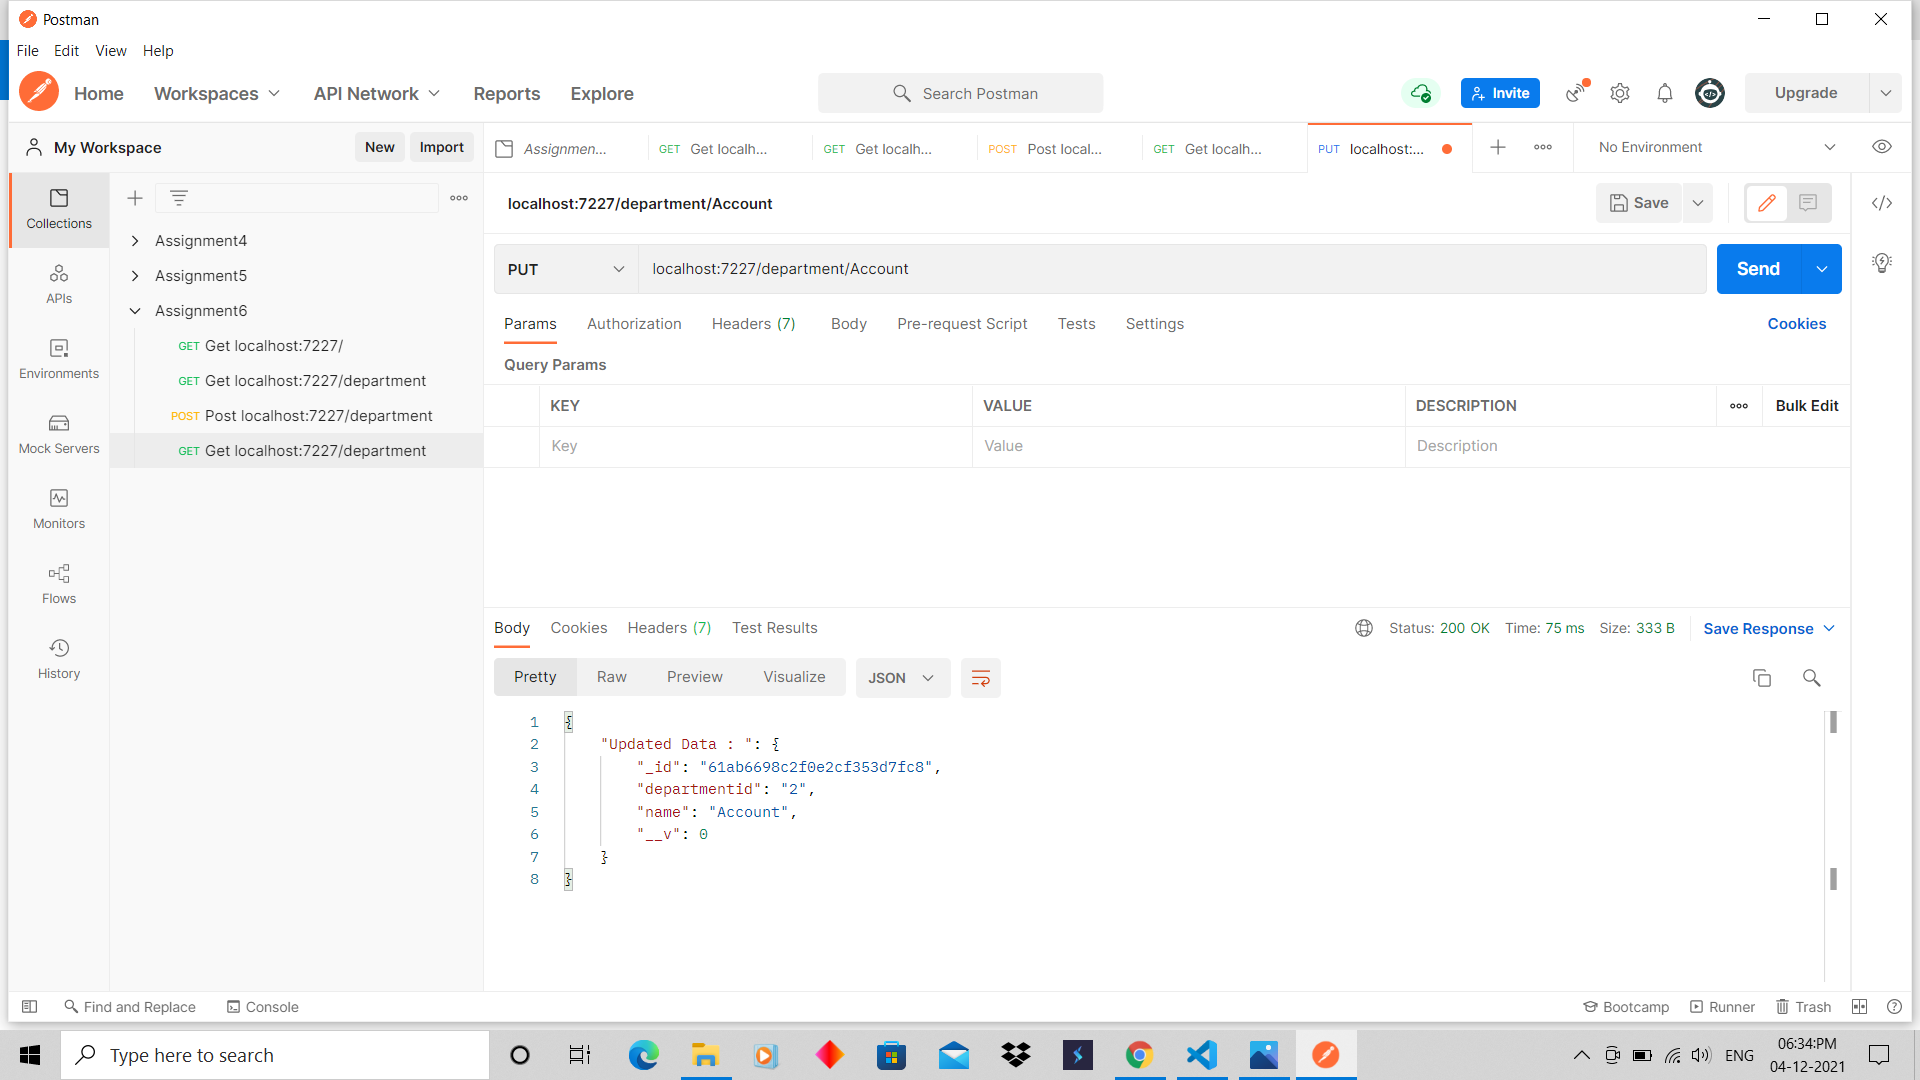 Postman
File Edit View Help
Home Workspaces API Network Reports Explore Search Postman Invite Upgrade
My Workspace New Import Assignmen... GET Get localh... GET Get localh... POST Post local... GET Get localh... PUT localhost:... No Environment
Collections
APIs
Environments
Mock Servers
Monitors
Flows
History
Assignment4
Assignment5
Assignment6
GET Get localhost:7227/
GET Get localhost:7227/department
POST Post localhost:7227/department
GET Get localhost:7227/department
localhost:7227/department/Account Save
PUT localhost:7227/department/Account Send
Params Authorization Headers (7) Body Pre-request Script Tests Settings Cookies
Query Params
KEY VALUE DESCRIPTION Bulk Edit
Key Value Description
Body Cookies Headers (7) Test Results Status: 200 OK Time: 75 ms Size: 333 B Save Response
Pretty Raw Preview Visualize JSON
1 {
2 "Updated Data : ": {
3 "_id": "61ab6698c2f0e2cf353d7fc8",
4 "departmentid": "2",
5 "name": "Account",
6 "__v": 0
7 }
8 }
Find and Replace Console Bootcamp Runner Trash
Type here to search ENG 06:34:PM
04-12-2021